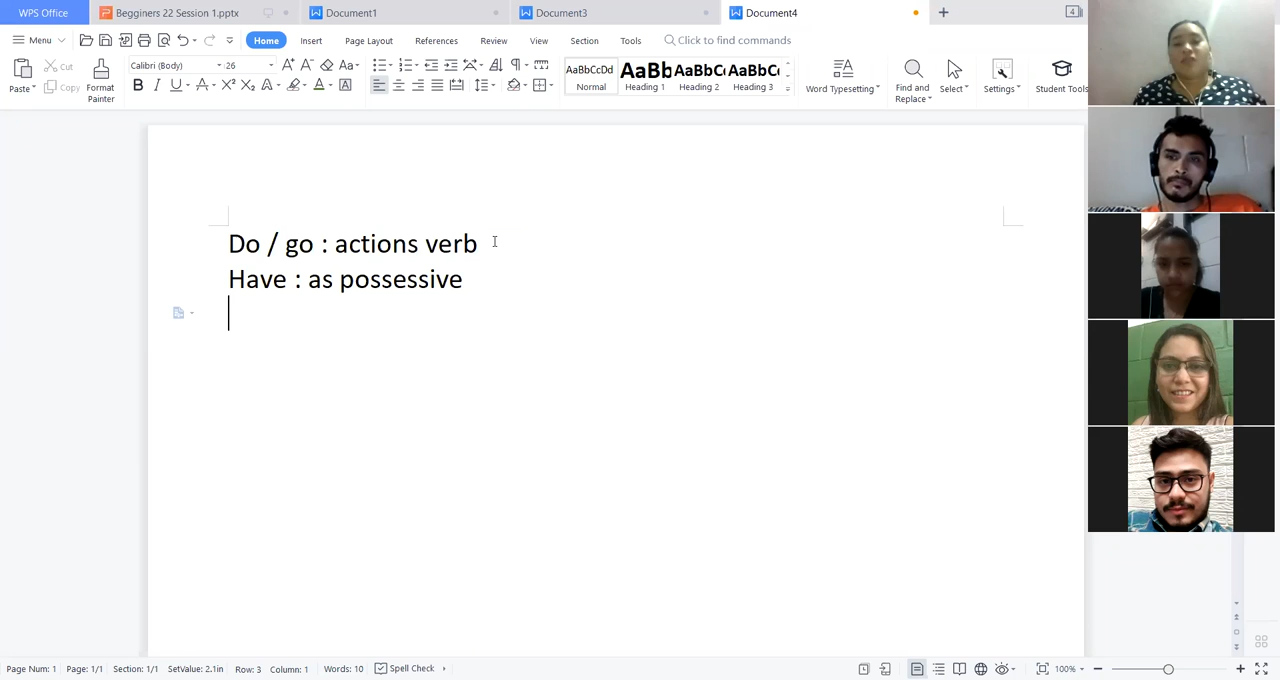 WPS Office
Begginers 22 Session 1.pptx
Document1
Document3
Document4
4
Menu
Home
Insert
Page Layout
References
Review
View
Section
Tools
Click to find commands
Paste
Cut
Copy
Format Painter
Calibri (Body)
26
AaBbCcDd
Normal
AaBb
Heading 1
AaBbC
Heading 2
AaBbC
Heading 3
Word Typesetting
Find and Replace
Select
Settings
Student Tools
Do / go : actions verb
Have : as possessive
Page Num: 1
Page: 1/1
Section: 1/1
SetValue: 2.1in
Row: 3
Column: 1
Words: 10
Spell Check
100%